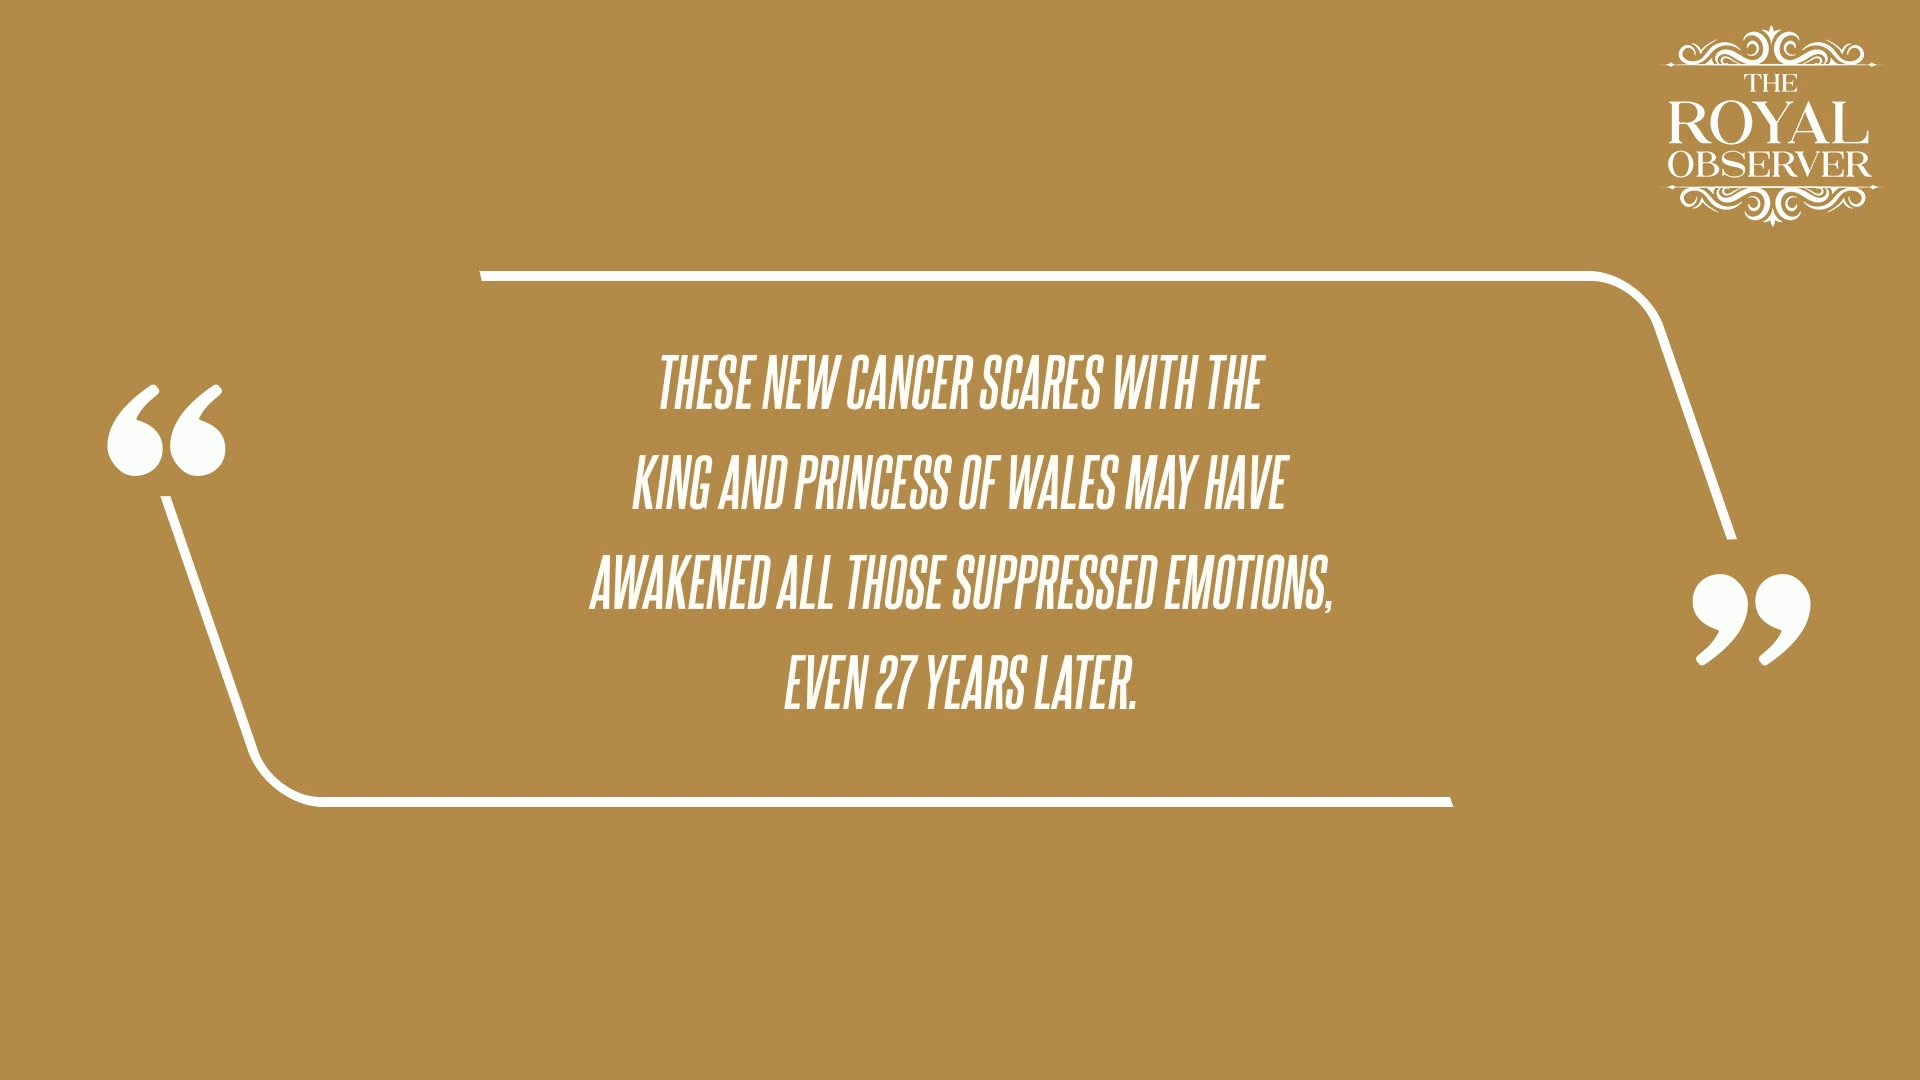 THE
ROYAL
OBSERVER
“
THESE NEW CANCER SCARES WITH THE
KING AND PRINCESS OF WALES MAY HAVE
AWAKENED ALL THOSE SUPPRESSED EMOTIONS,
EVEN 27 YEARS LATER.
”